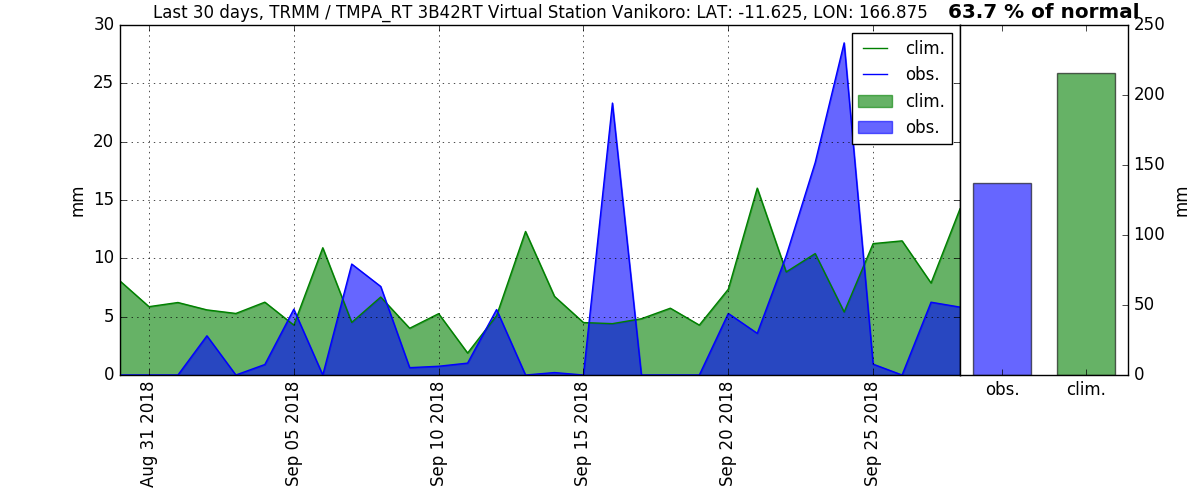 Last 30 days, TRMM / TMPA_RT 3B42RT Virtual Station Vanikoro: LAT: -11.625, LON: 166.875
63.7 % of normal
30
25
20
15
10
5
0
mm
clim.
obs.
clim.
obs.
250
200
150
100
50
0
mm
Aug 31 2018
Sep 05 2018
Sep 10 2018
Sep 15 2018
Sep 20 2018
Sep 25 2018
obs.
clim.